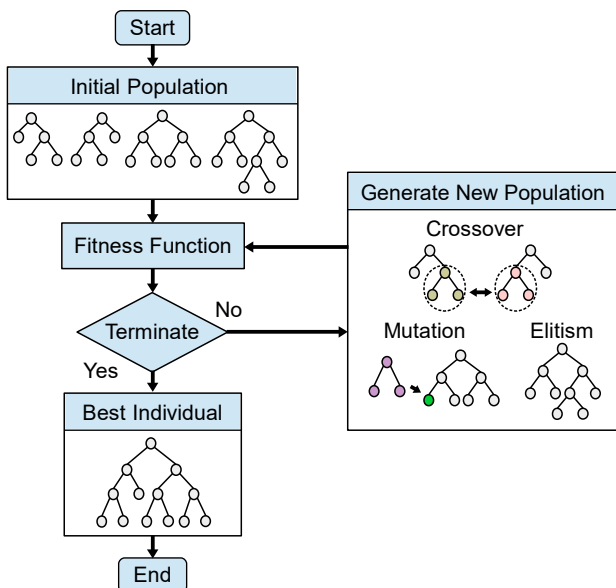 Start
Initial Population
Generate New Population
Crossover
Fitness Function
No
Terminate
Mutation
Elitism
Yes
Best Individual
End